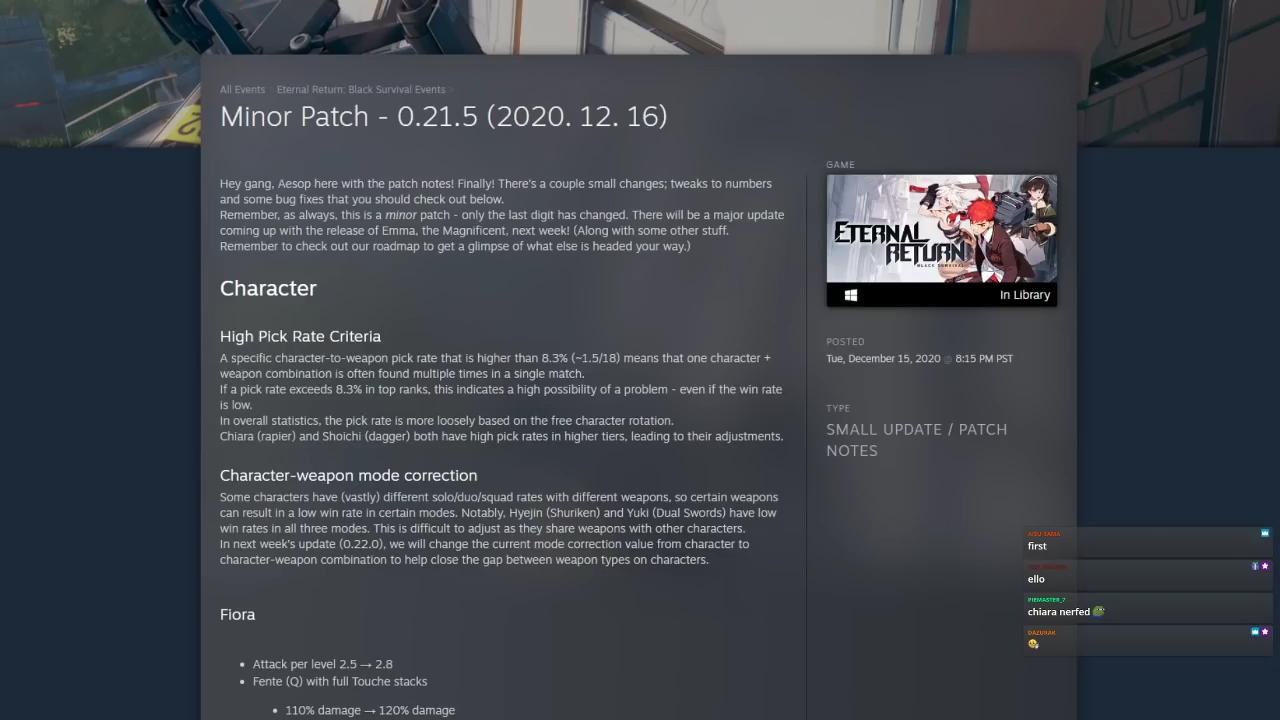 All Events > Eternal Return: Black Survival Events >
Minor Patch - 0.21.5 (2020. 12. 16)
Hey gang, Aesop here with the patch notes! Finally! There's a couple small changes; tweaks to numbers
and some bug fixes that you should check out below.
Remember, as always, this is a minor patch - only the last digit has changed. There will be a major update
coming up with the release of Emma, the Magnificent, next week! (Along with some other stuff.
Remember to check out our roadmap to get a glimpse of what else is headed your way.)
Character
High Pick Rate Criteria
A specific character-to-weapon pick rate that is higher than 8.3% (~1.5/18) means that one character +
weapon combination is often found multiple times in a single match.
If a pick rate exceeds 8.3% in top ranks, this indicates a high possibility of a problem - even if the win rate
is low.
In overall statistics, the pick rate is more loosely based on the free character rotation.
Chiara (rapier) and Shoichi (dagger) both have high pick rates in higher tiers, leading to their adjustments.
Character-weapon mode correction
Some characters have (vastly) different solo/duo/squad rates with different weapons, so certain weapons
can result in a low win rate in certain modes. Notably, Hyejin (Shuriken) and Yuki (Dual Swords) have low
win rates in all three modes. This is difficult to adjust as they share weapons with other characters.
In next week's update (0.22.0), we will change the current mode correction value from character to
character-weapon combination to help close the gap between weapon types on characters.
Fiora
• Attack per level 2.5 → 2.8
• Fente (Q) with full Touche stacks
• 110% damage → 120% damage
GAME
ETERNAL
RETURN
BLACK SURVIVAL
In Library
POSTED
Tue, December 15, 2020 @ 8:15 PM PST
TYPE
SMALL UPDATE / PATCH
NOTES
first
ello
PIEMASTER_7
chiara nerfed
DAZURAK